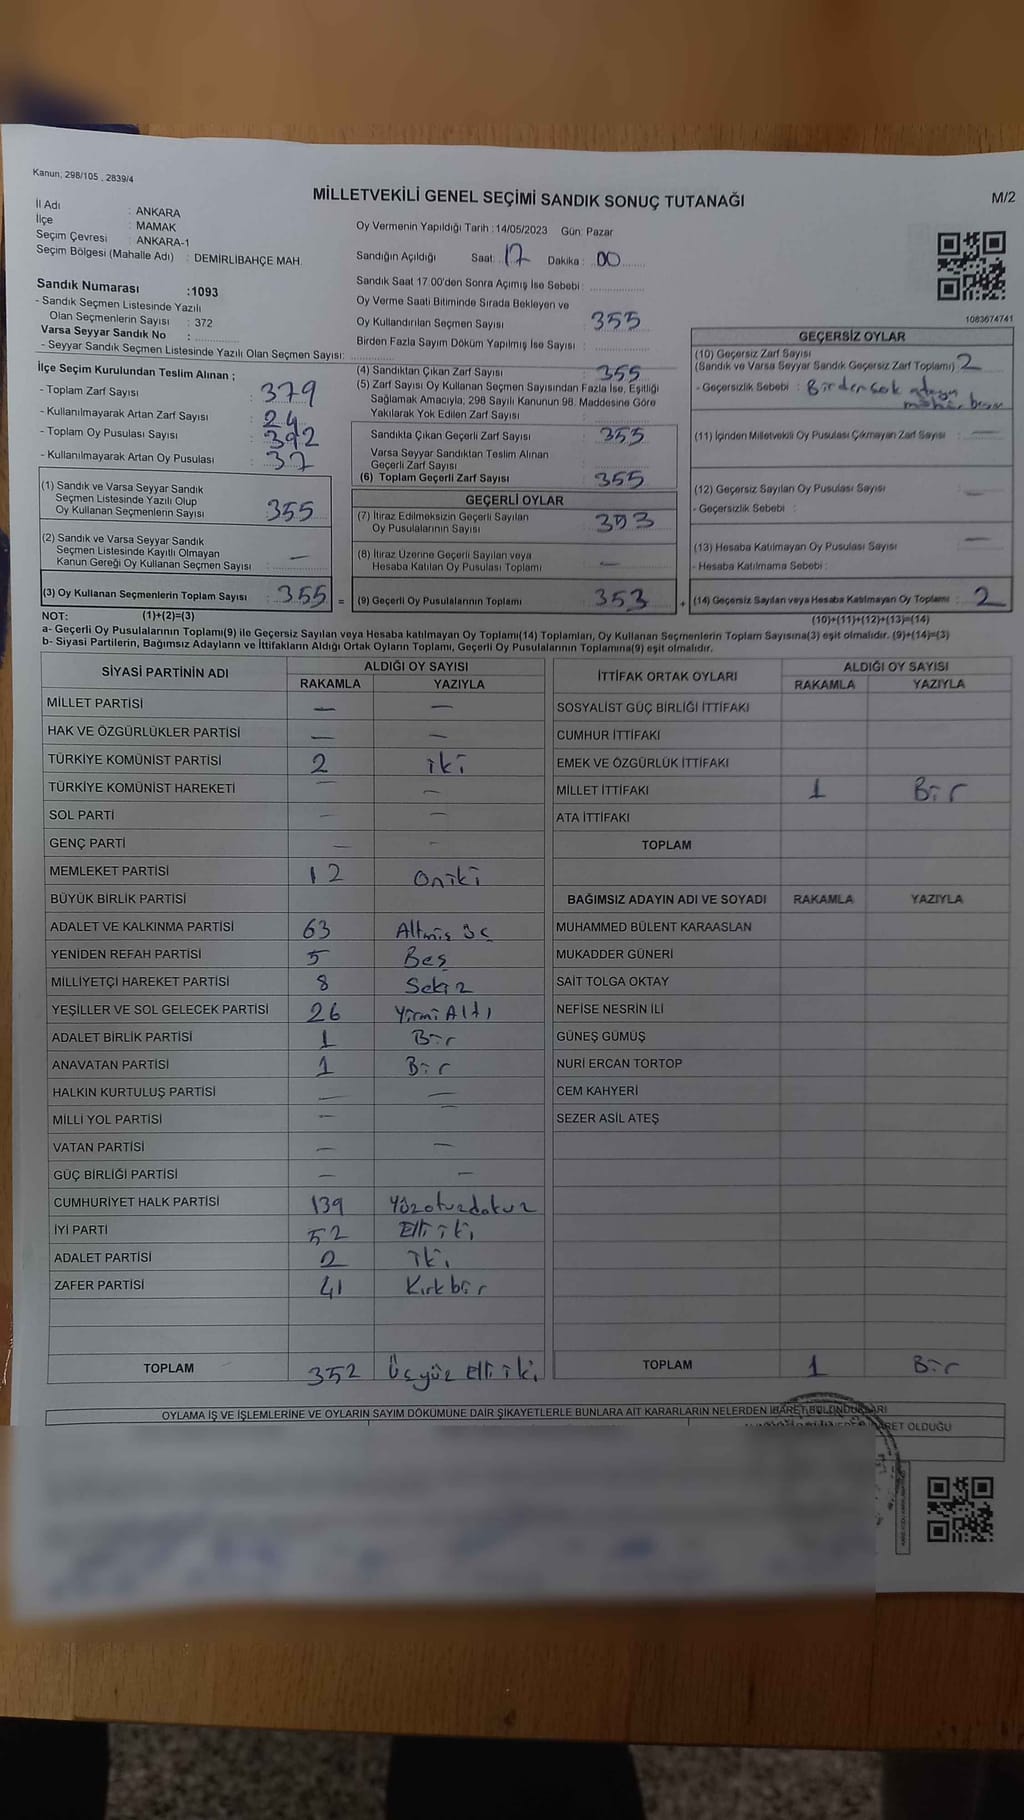 Kanun; 298/105 , 2839/4
MİLLETVEKİLİ GENEL SEÇİMİ SANDIK SONUÇ TUTANAĞI
M/2
İl Adı : ANKARA
İlçe : MAMAK
Seçim Çevresi : ANKARA-1
Seçim Bölgesi (Mahalle Adı) : DEMİRLİBAHÇE MAH.
Sandık Numarası :1093
- Sandık Seçmen Listesinde Yazılı
Olan Seçmenlerin Sayısı : 372
Varsa Seyyar Sandık No :
- Seyyar Sandık Seçmen Listesinde Yazılı Olan Seçmen Sayısı:
Oy Vermenin Yapıldığı Tarih :14/05/2023 Gün: Pazar
Sandığın Açıldığı Saat: 17 Dakika : 00
Sandık Saat 17.00'den Sonra Açımış İse Sebebi :
Oy Verme Saati Bitiminde Sırada Bekleyen ve
Oy Kullandırılan Seçmen Sayısı : 355
Birden Fazla Sayım Döküm Yapılmış İse Sayısı :
1083674741
İlçe Seçim Kurulundan Teslim Alınan ;
- Toplam Zarf Sayısı : 379
- Kullanılmayarak Artan Zarf Sayısı : 24
- Toplam Oy Pusulası Sayısı : 392
- Kullanılmayarak Artan Oy Pusulası : 37
(1) Sandık ve Varsa Seyyar Sandık
Seçmen Listesinde Yazılı Olup
Oy Kullanan Seçmenlerin Sayısı : 355
(2) Sandık ve Varsa Seyyar Sandık
Seçmen Listesinde Kayıtlı Olmayan
Kanun Gereği Oy Kullanan Seçmen Sayısı : —
(3) Oy Kullanan Seçmenlerin Toplam Sayısı : 355 =
(1)+(2)=(3)
(4) Sandıktan Çıkan Zarf Sayısı : 355
(5) Zarf Sayısı Oy Kullanan Seçmen Sayısından Fazla İse, Eşitliği
Sağlamak Amacıyla; 298 Sayılı Kanunun 98. Maddesine Göre
Yakılarak Yok Edilen Zarf Sayısı :
Sandıkta Çıkan Geçerli Zarf Sayısı : 355
Varsa Seyyar Sandıktan Teslim Alınan
Geçerli Zarf Sayısı
(6) Toplam Geçerli Zarf Sayısı : 355
GEÇERLİ OYLAR
(7) İtiraz Edilmeksizin Geçerli Sayılan
Oy Pusulalarının Sayısı : 353
(8) İtiraz Üzerine Geçerli Sayılan veya
Hesaba Katılan Oy Pusulası Toplamı : —
(9) Geçerli Oy Pusulalarının Toplamı : 353 +
GEÇERSİZ OYLAR
(10) Geçersiz Zarf Sayısı
(Sandık ve Varsa Seyyar Sandık Geçersiz Zarf Toplamı) : 2
- Geçersizlik Sebebi : Birden çok adaya
mühür basın
(11) İçinden Milletvekili Oy Pusulası Çıkmayan Zarf Sayısı : —
(12) Geçersiz Sayılan Oy Pusulası Sayısı : —
- Geçersizlik Sebebi :
(13) Hesaba Katılmayan Oy Pusulası Sayısı : —
- Hesaba Katılmama Sebebi :
(14) Geçersiz Sayılan veya Hesaba Katılmayan Oy Toplamı : 2
(10)+(11)+(12)+(13)=(14)
NOT:
a- Geçerli Oy Pusulalarının Toplamı(9) ile Geçersiz Sayılan veya Hesaba katılmayan Oy Toplamı(14) Toplamları, Oy Kullanan Seçmenlerin Toplam Sayısına(3) eşit olmalıdır. (9)+(14)=(3)
b- Siyasi Partilerin, Bağımsız Adayların ve İttifakların Aldığı Ortak Oyların Toplamı, Geçerli Oy Pusulalarının Toplamına(9) eşit olmalıdır.
SİYASİ PARTİNİN ADI ALDIĞI OY SAYISI
RAKAMLA YAZIYLA
MİLLET PARTİSİ — —
HAK VE ÖZGÜRLÜKLER PARTİSİ — —
TÜRKİYE KOMÜNİST PARTİSİ 2 iki
TÜRKİYE KOMÜNİST HAREKETİ — —
SOL PARTİ — —
GENÇ PARTİ — -
MEMLEKET PARTİSİ 12 Oniki
BÜYÜK BİRLİK PARTİSİ
ADALET VE KALKINMA PARTİSİ 63 Altmış üç
YENİDEN REFAH PARTİSİ 5 Beş
MİLLİYETÇİ HAREKET PARTİSİ 8 Sekiz
YEŞİLLER VE SOL GELECEK PARTİSİ 26 Yirmi Altı
ADALET BİRLİK PARTİSİ 1 Bir
ANAVATAN PARTİSİ 1 Bir
HALKIN KURTULUŞ PARTİSİ — —
MİLLİ YOL PARTİSİ — —
VATAN PARTİSİ — —
GÜÇ BİRLİĞİ PARTİSİ — —
CUMHURİYET HALK PARTİSİ 139 Yüzotuzdokuz
İYİ PARTİ 52 Elli iki
ADALET PARTİSİ 2 iki
ZAFER PARTİSİ 41 Kırkbir
TOPLAM 352 Üçyüz elli iki
İTTİFAK ORTAK OYLARI ALDIĞI OY SAYISI
RAKAMLA YAZIYLA
SOSYALİST GÜÇ BİRLİĞİ İTTİFAKI
CUMHUR İTTİFAKI
EMEK VE ÖZGÜRLÜK İTTİFAKI
MİLLET İTTİFAKI 1 Bir
ATA İTTİFAKI
TOPLAM
BAĞIMSIZ ADAYIN ADI VE SOYADI RAKAMLA YAZIYLA
MUHAMMED BÜLENT KARAASLAN
MUKADDER GÜNERİ
SAİT TOLGA OKTAY
NEFİSE NESRİN İLİ
GÜNEŞ GÜMÜŞ
NURİ ERCAN TORTOP
CEM KAHYERİ
SEZER ASİL ATEŞ
TOPLAM 1 Bir
OYLAMA İŞ VE İŞLEMLERİNE VE OYLARIN SAYIM DÖKÜMÜNE DAİR ŞİKAYETLERLE BUNLARA AİT KARARLARIN NELERDEN İBARET BULUNDUKLARI
İBARET OLDUĞU